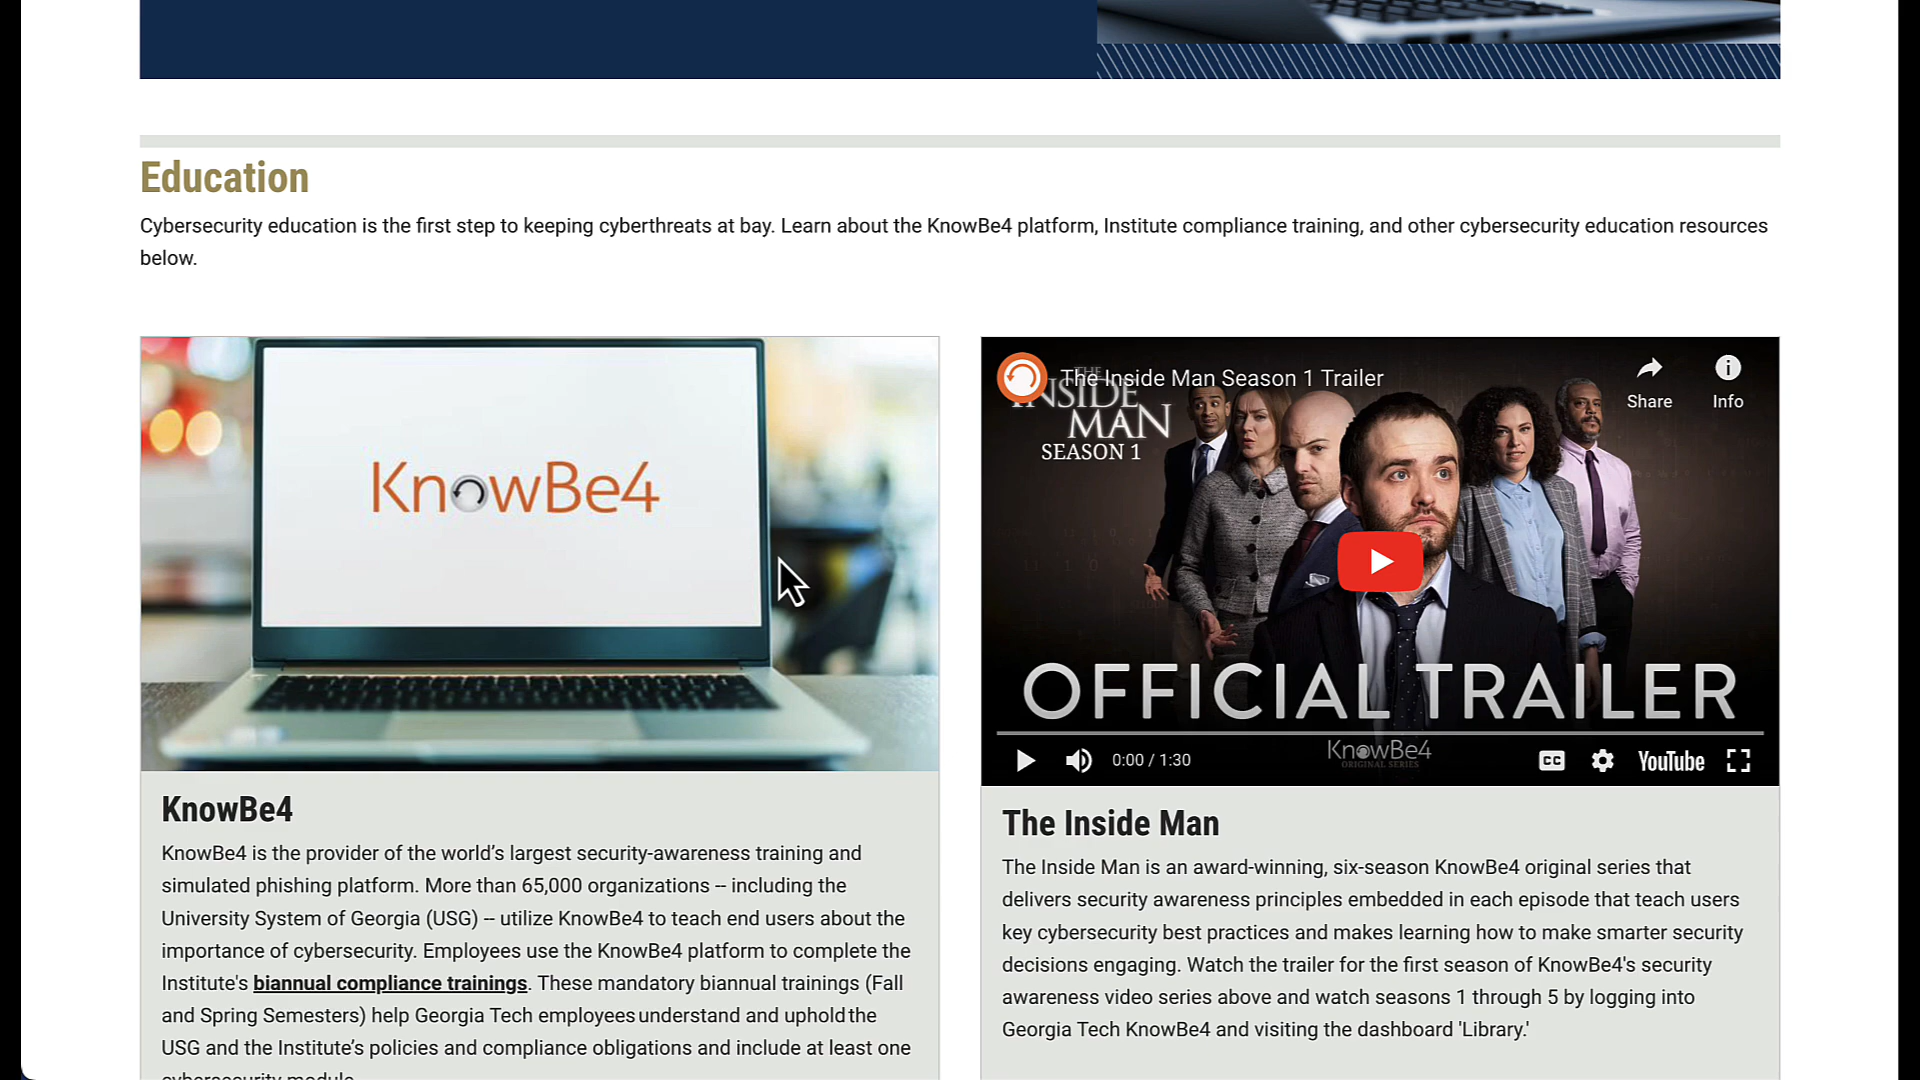 Education
Cybersecurity education is the first step to keeping cyberthreats at bay. Learn about the KnowBe4 platform, Institute compliance training, and other cybersecurity education resources
below.
KnowBe4
KnowBe4
KnowBe4 is the provider of the world’s largest security-awareness training and
simulated phishing platform. More than 65,000 organizations -- including the
University System of Georgia (USG) -- utilize KnowBe4 to teach end users about the
importance of cybersecurity. Employees use the KnowBe4 platform to complete the
Institute's biannual compliance trainings. These mandatory biannual trainings (Fall
and Spring Semesters) help Georgia Tech employees understand and uphold the
USG and the Institute’s policies and compliance obligations and include at least one
cybersecurity module.
The Inside Man Season 1 Trailer
Share
Info
THE
INSIDE
MAN
SEASON 1
OFFICIAL TRAILER
0:00 / 1:30
KnowBe4
ORIGINAL SERIES
CC
YouTube
The Inside Man
The Inside Man is an award-winning, six-season KnowBe4 original series that
delivers security awareness principles embedded in each episode that teach users
key cybersecurity best practices and makes learning how to make smarter security
decisions engaging. Watch the trailer for the first season of KnowBe4's security
awareness video series above and watch seasons 1 through 5 by logging into
Georgia Tech KnowBe4 and visiting the dashboard 'Library.'